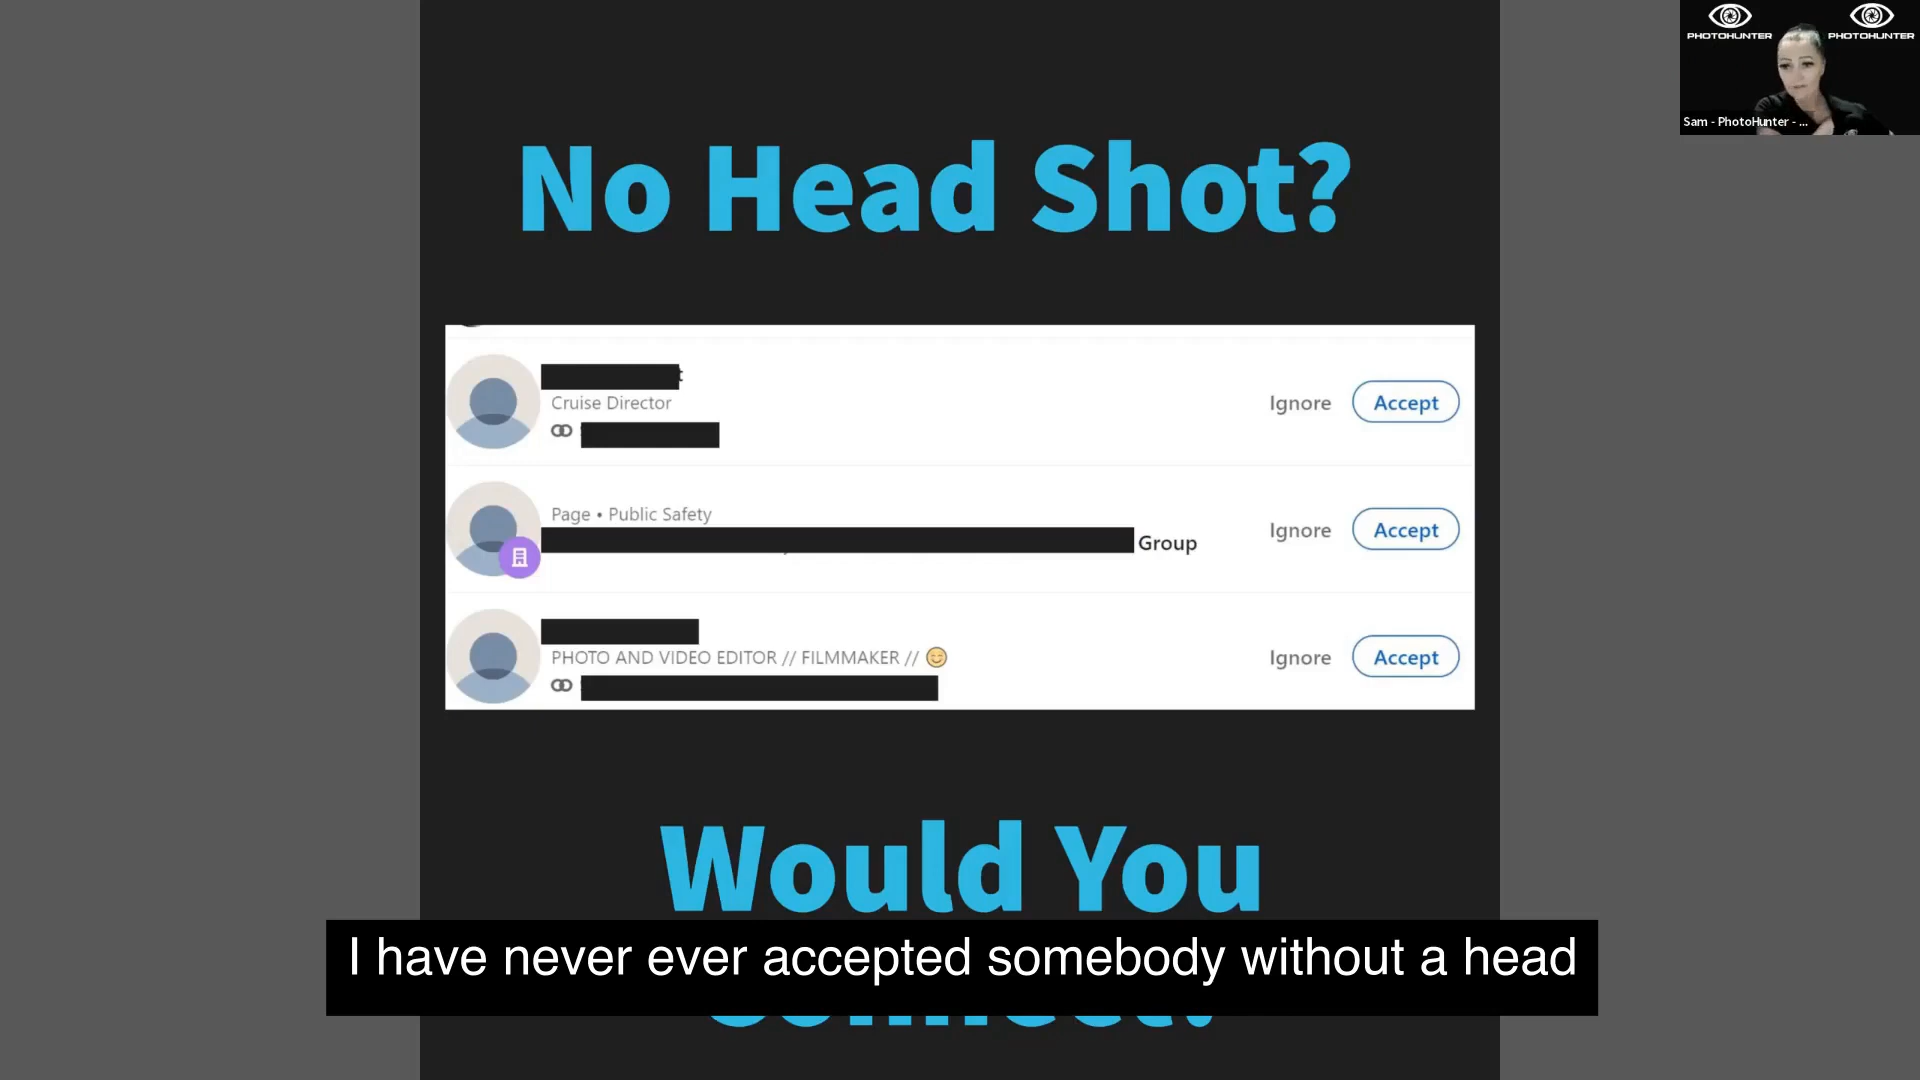 PHOTOHUNTER
PHOTOHUNTER
Sam - PhotoHunter - ...
No Head Shot?
Cruise Director
Ignore
Accept
Page • Public Safety
Group
Ignore
Accept
PHOTO AND VIDEO EDITOR // FILMMAKER // 😊
Ignore
Accept
Would You
I have never ever accepted somebody without a head